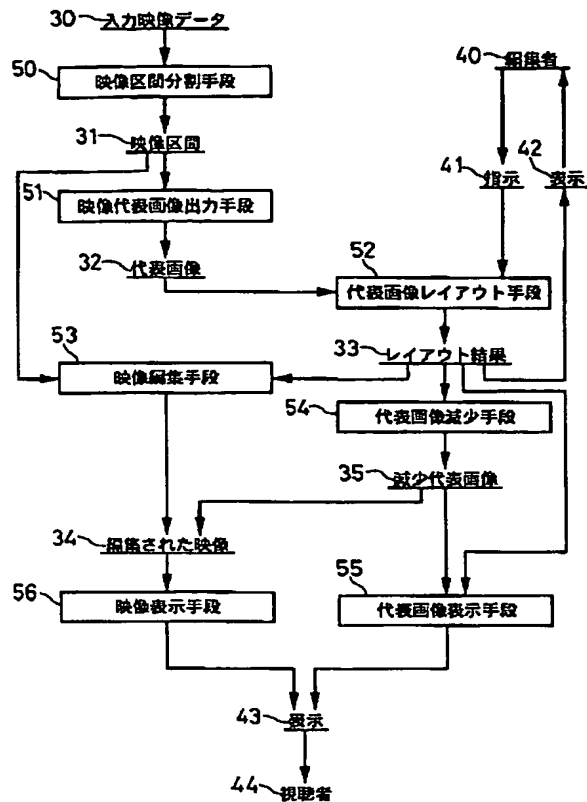 30 入力映像データ
50 映像区間分割手段
40 編集者
31 映像区間
41 指示
42 表示
51 映像代表画像出力手段
32 代表画像
52 代表画像レイアウト手段
53 映像編集手段
33 レイアウト結果
54 代表画像減少手段
35 減少代表画像
34 編集された映像
56 映像表示手段
55 代表画像表示手段
43 表示
44 視聴者